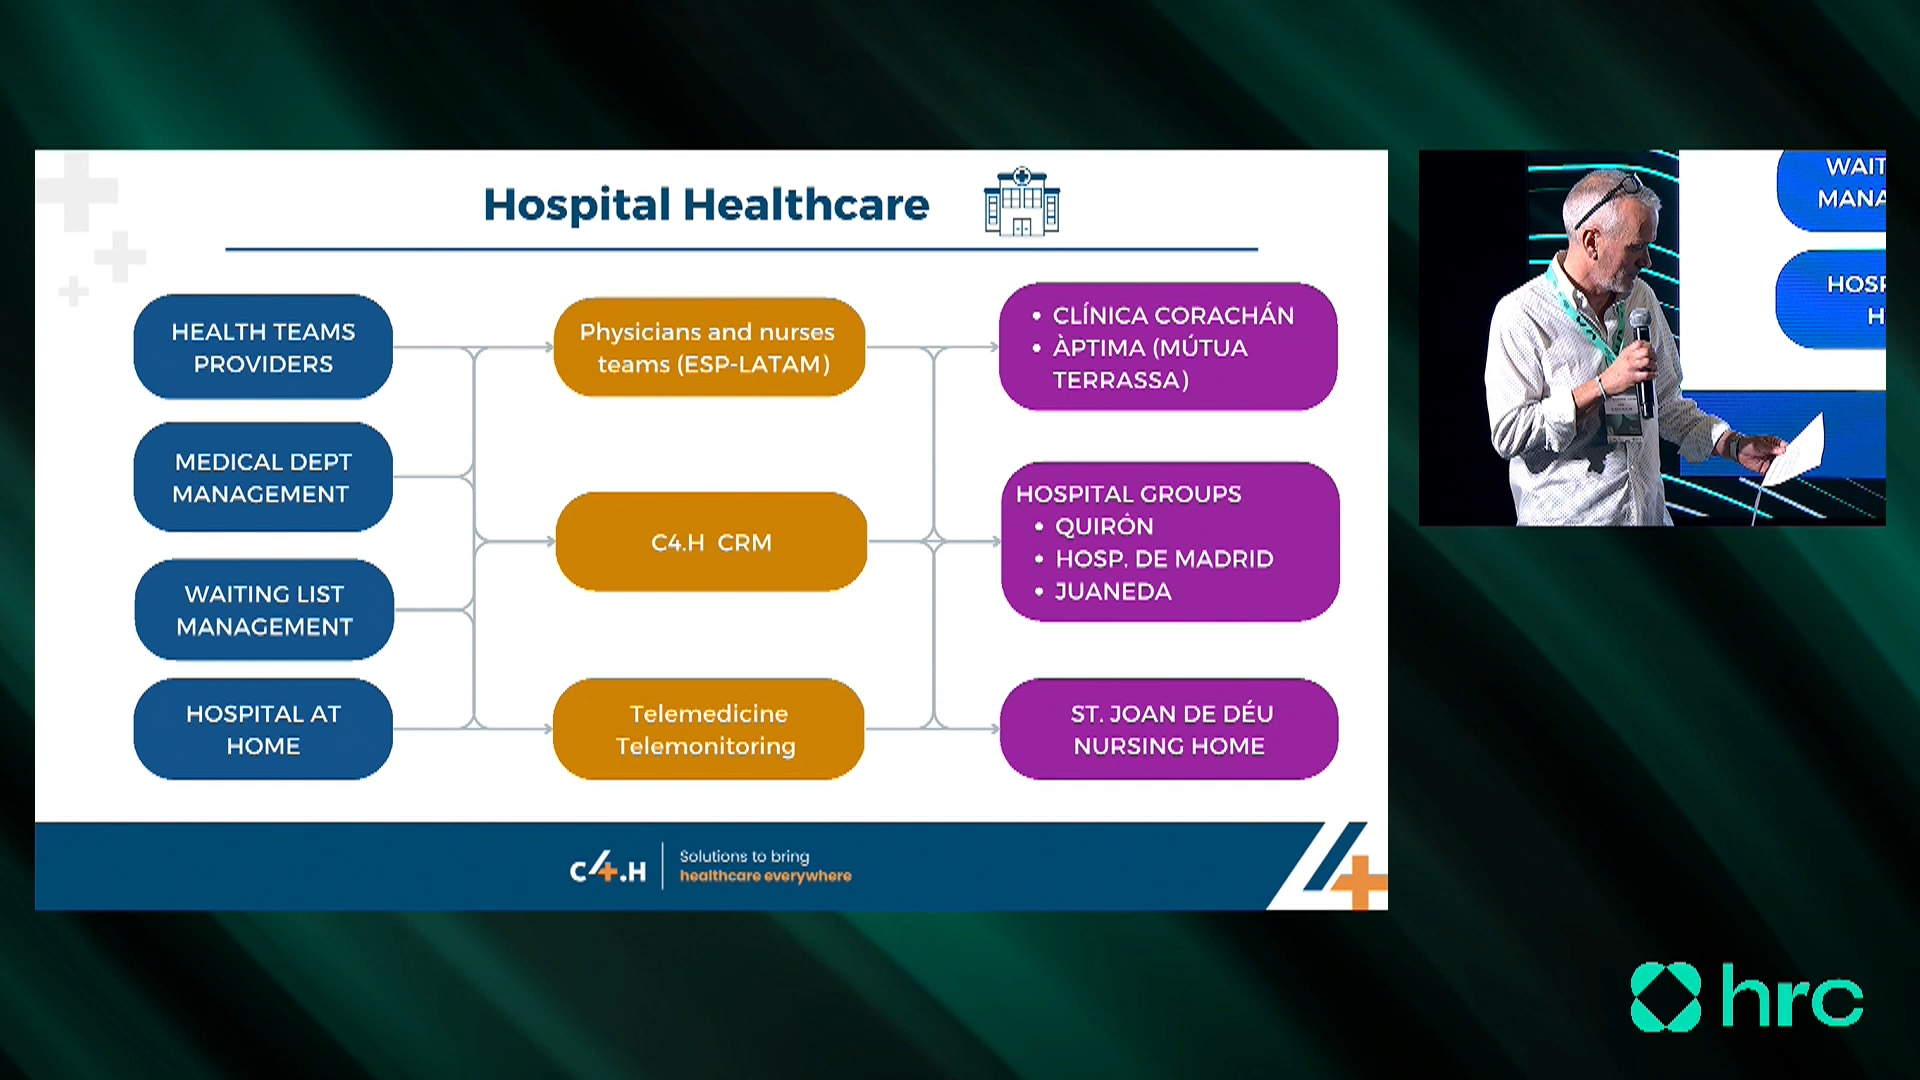 Hospital Healthcare
HEALTH TEAMS
PROVIDERS
MEDICAL DEPT
MANAGEMENT
WAITING LIST
MANAGEMENT
HOSPITAL AT
HOME
Physicians and nurses
teams (ESP-LATAM)
C4.H CRM
Telemedicine
Telemonitoring
• CLÍNICA CORACHÁN
• ÀPTIMA (MÚTUA
TERRASSA)
HOSPITAL GROUPS
• QUIRÓN
• HOSP. DE MADRID
• JUANEDA
ST. JOAN DE DÉU
NURSING HOME
C4.H
Solutions to bring
healthcare everywhere
4
WAIT
MANA
HOSP
H
hrc